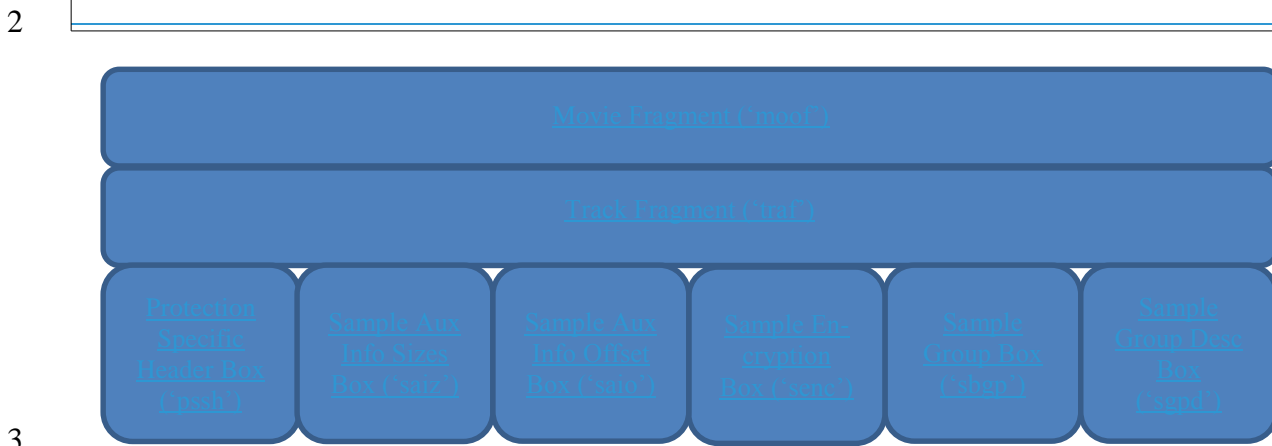 2
Movie Fragment (‘moof’)
Track Fragment (‘traf’)
Protection
Specific
Header Box
(‘pssh’)
Sample Aux
Info Sizes
Box (‘saiz’)
Sample Aux
Info Offset
Box (‘saio’)
Sample En-
cryption
Box (‘senc’)
Sample
Group Box
(‘sbgp’)
Sample
Group Desc
Box
(‘sgpd’)
3